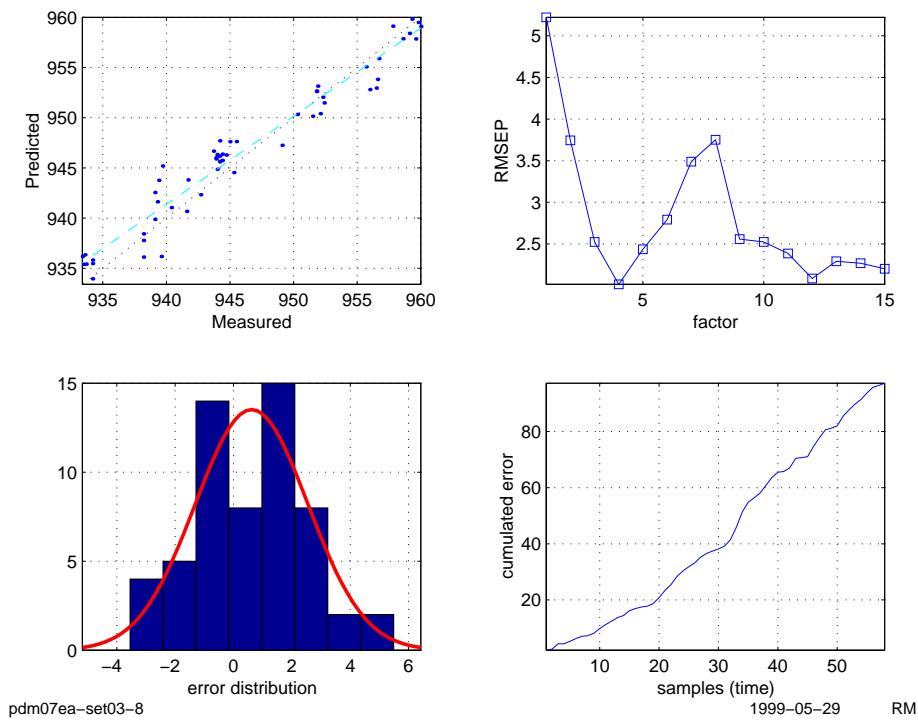 960
955
950
945
940
935
Predicted
935 940 945 950 955 960
Measured
5
4.5
4
3.5
3
2.5
RMSEP
5 10 15
factor
15
10
5
0
−4 −2 0 2 4 6
error distribution
80
60
40
20
cumulated error
10 20 30 40 50
samples (time)
pdm07ea−set03−8 1999−05−29 RM